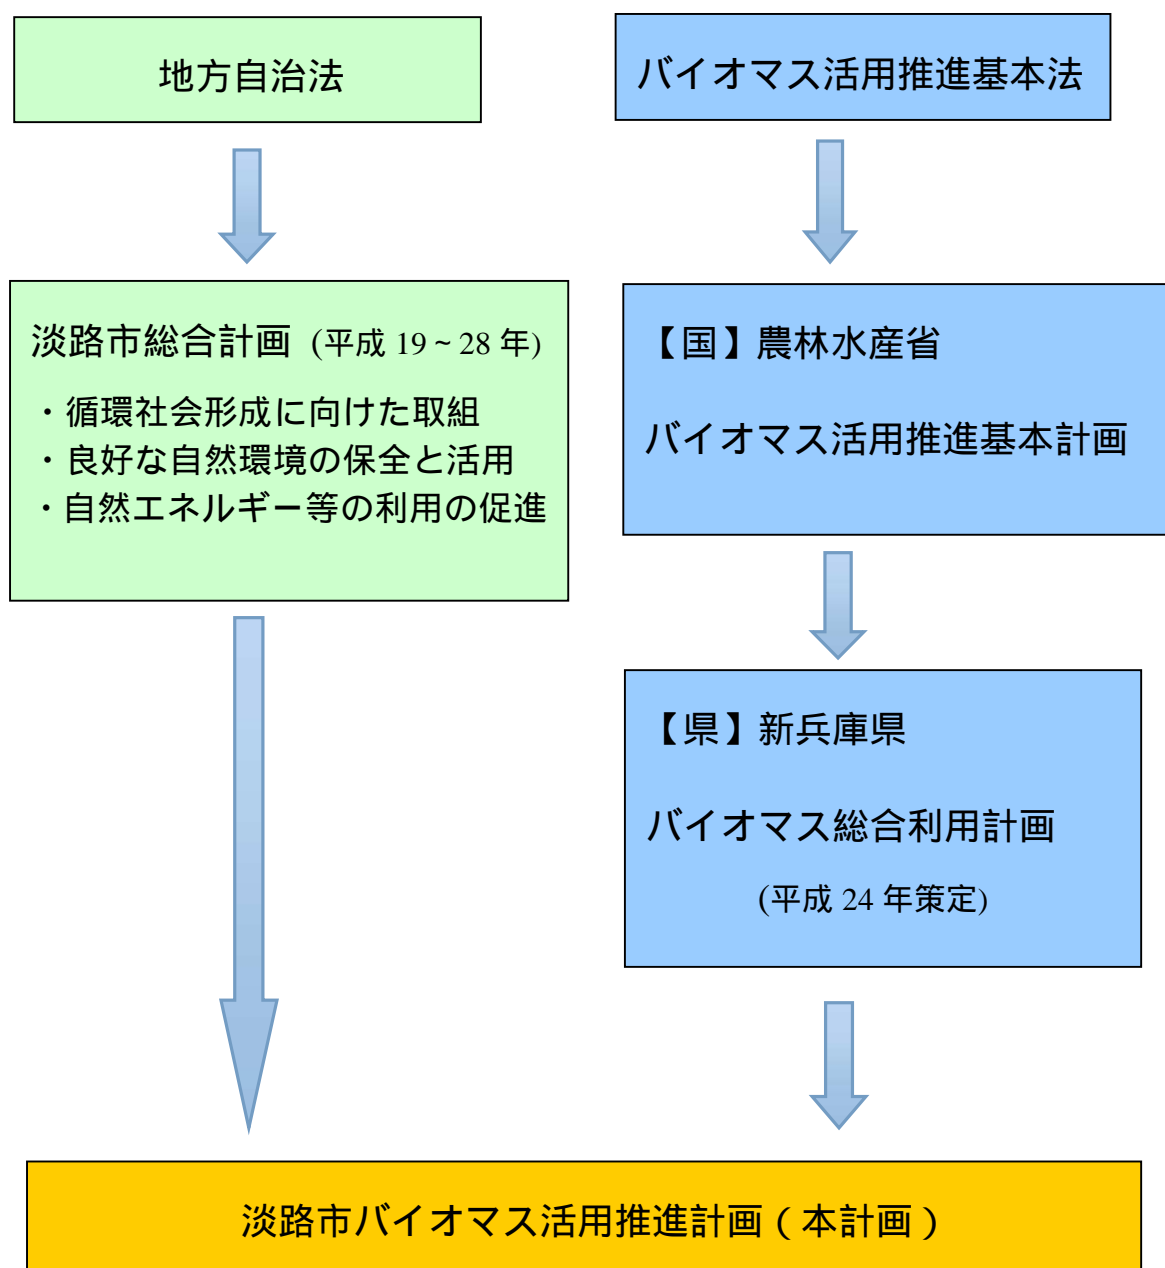 地方自治法
バイオマス活用推進基本法
淡路市総合計画 (平成 19～28 年)
・循環社会形成に向けた取組
・良好な自然環境の保全と活用
・自然エネルギー等の利用の促進
【国】農林水産省
バイオマス活用推進基本計画
【県】新兵庫県
バイオマス総合利用計画
(平成 24 年策定)
淡路市バイオマス活用推進計画（本計画）